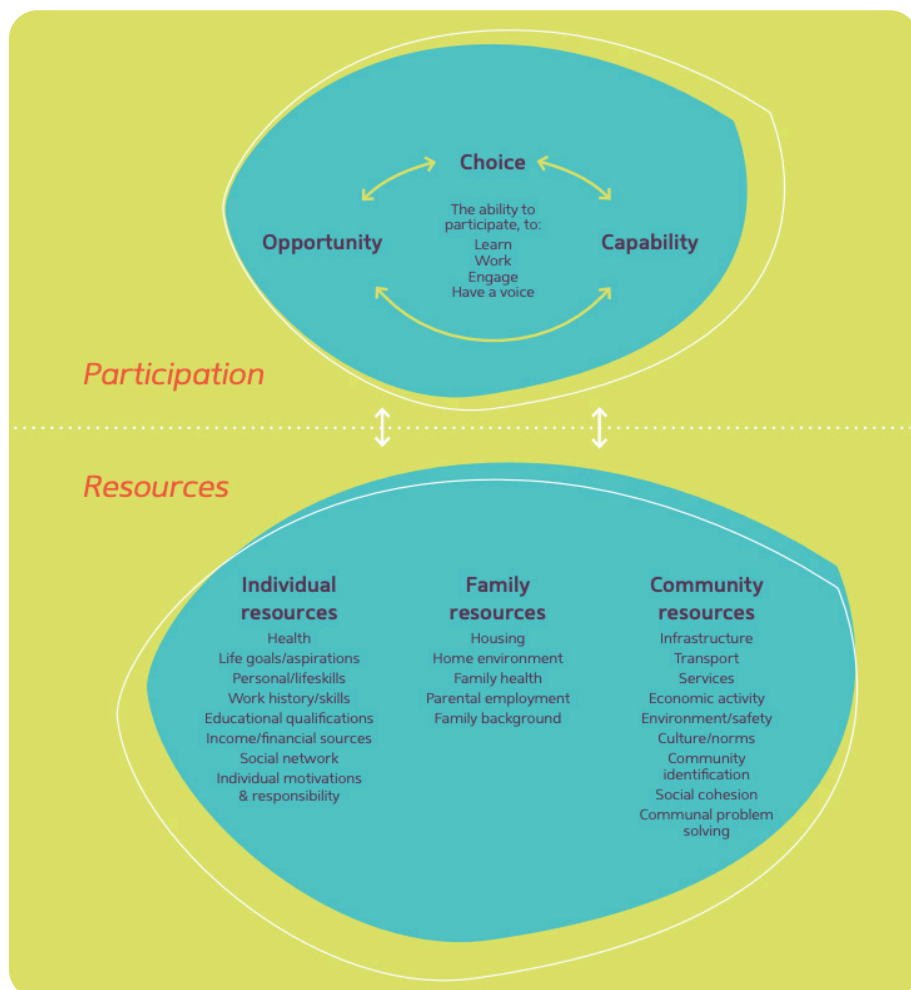 Choice
The ability to
participate, to:
Learn
Work
Engage
Have a voice
Opportunity
Capability
Participation
Resources
Individual
resources
Health
Life goals/aspirations
Personal/lifeskills
Work history/skills
Educational qualifications
Income/financial sources
Social network
Individual motivations
& responsibility
Family
resources
Housing
Home environment
Family health
Parental employment
Family background
Community
resources
Infrastructure
Transport
Services
Economic activity
Environment/safety
Culture/norms
Community
identification
Social cohesion
Communal problem
solving